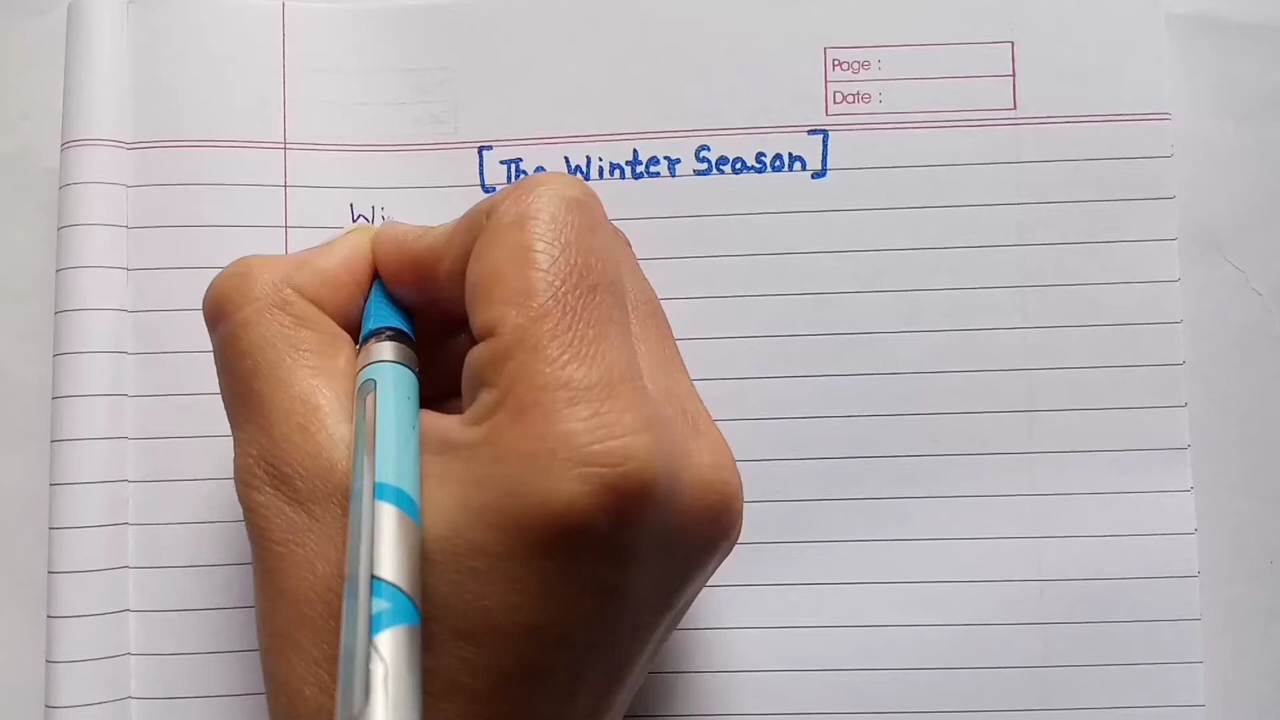 Page :
Date :
[The Winter Season]